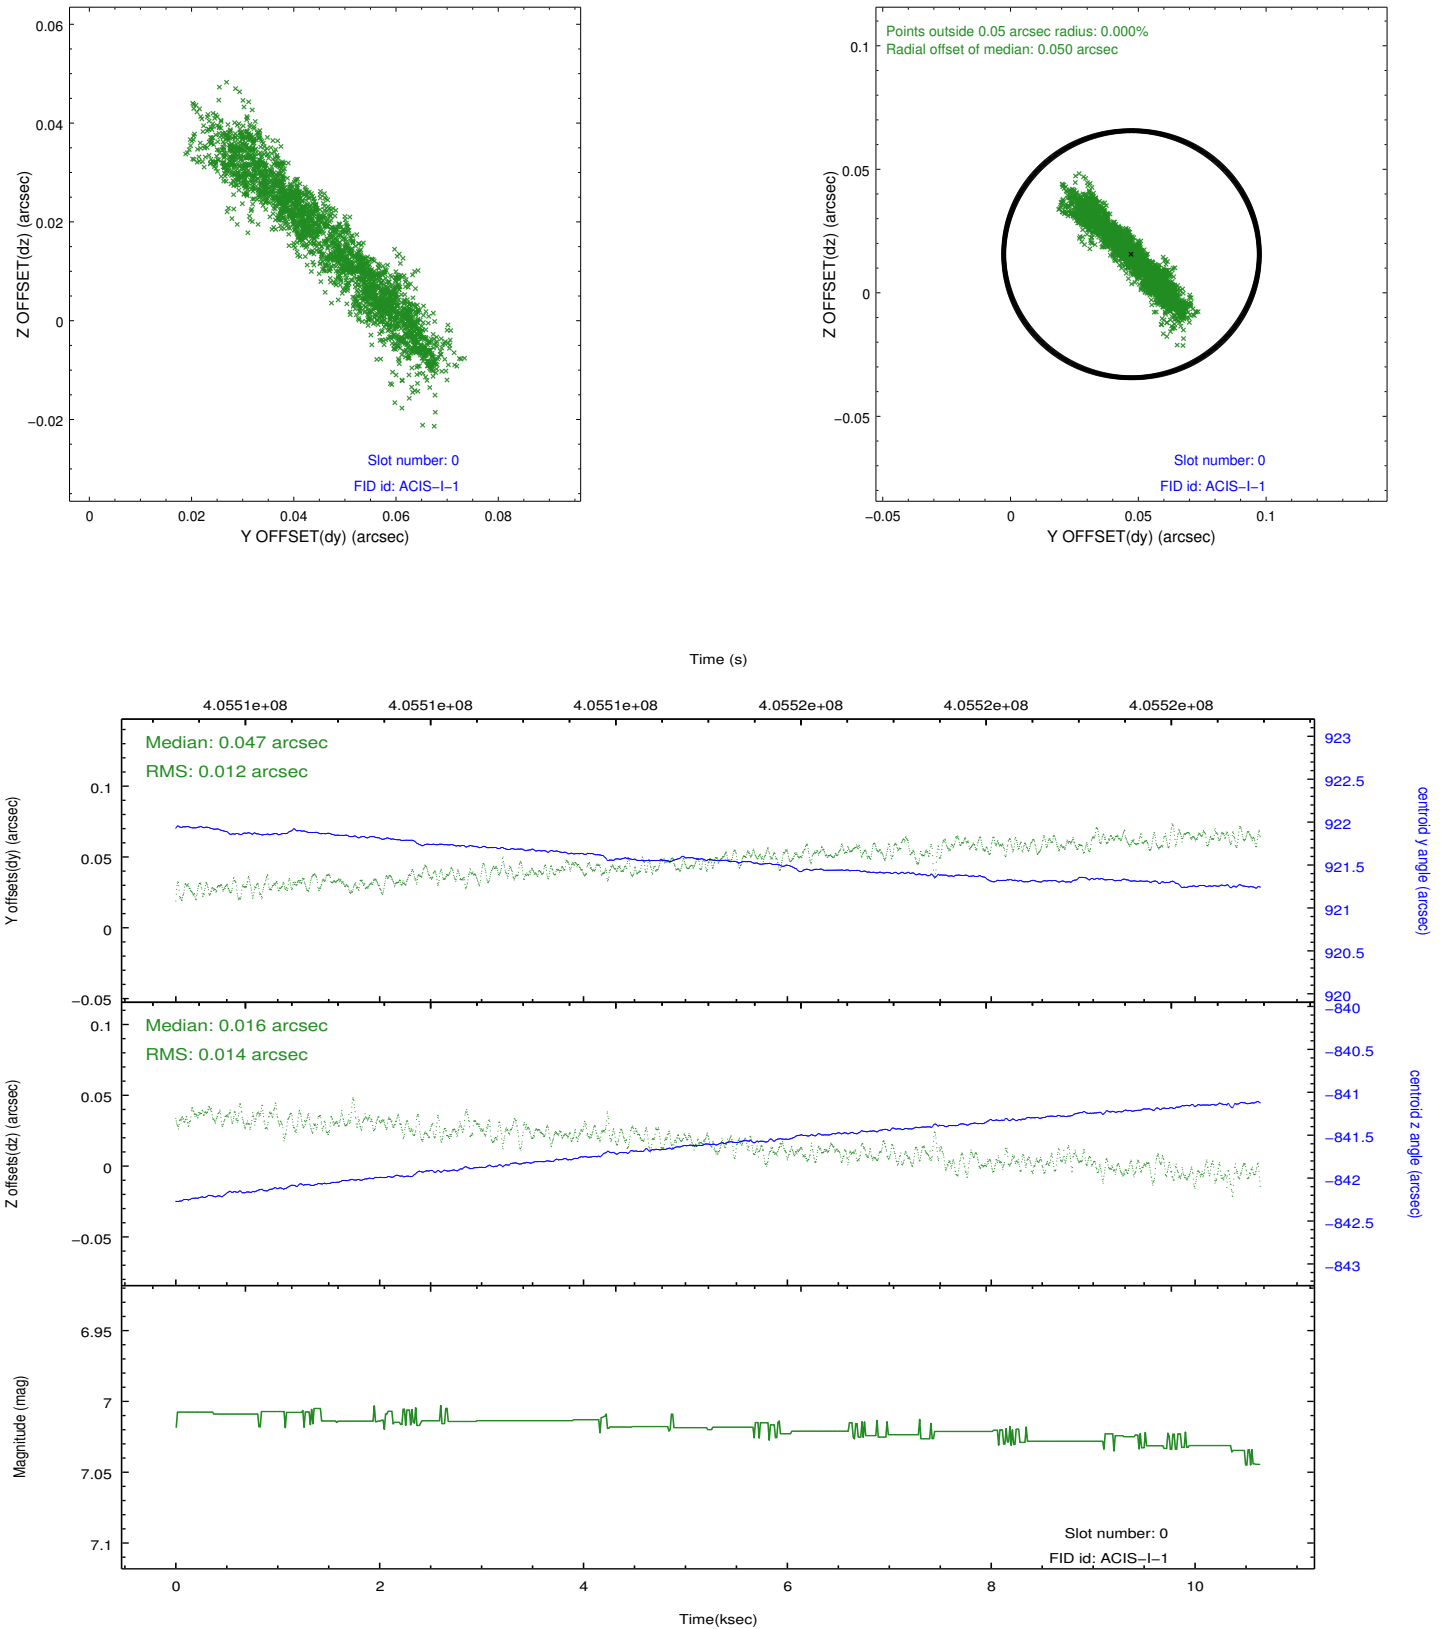 0.06
0.04
0.02
0
−0.02
Z OFFSET(dz) (arcsec)
Slot number: 0
FID id: ACIS−I−1
0 0.02 0.04 0.06 0.08
Y OFFSET(dy) (arcsec)
Points outside 0.05 arcsec radius: 0.000%
Radial offset of median: 0.050 arcsec
0.1
0.05
0
−0.05
Z OFFSET(dz) (arcsec)
Slot number: 0
FID id: ACIS−I−1
−0.05 0 0.05 0.1
Y OFFSET(dy) (arcsec)
Time (s)
4.0551e+08 4.0551e+08 4.0551e+08 4.0552e+08 4.0552e+08 4.0552e+08
Median: 0.047 arcsec
RMS: 0.012 arcsec
0.1
0.05
0
−0.05
Y offsets(dy) (arcsec)
923
922.5
922
921.5
921
920.5
920
centroid y angle (arcsec)
Median: 0.016 arcsec
RMS: 0.014 arcsec
0.1
0.05
0
−0.05
Z offsets(dz) (arcsec)
−840
−840.5
−841
−841.5
−842
−842.5
−843
centroid z angle (arcsec)
6.95
7
7.05
7.1
Magnitude (mag)
Slot number: 0
FID id: ACIS−I−1
0 2 4 6 8 10
Time(ksec)